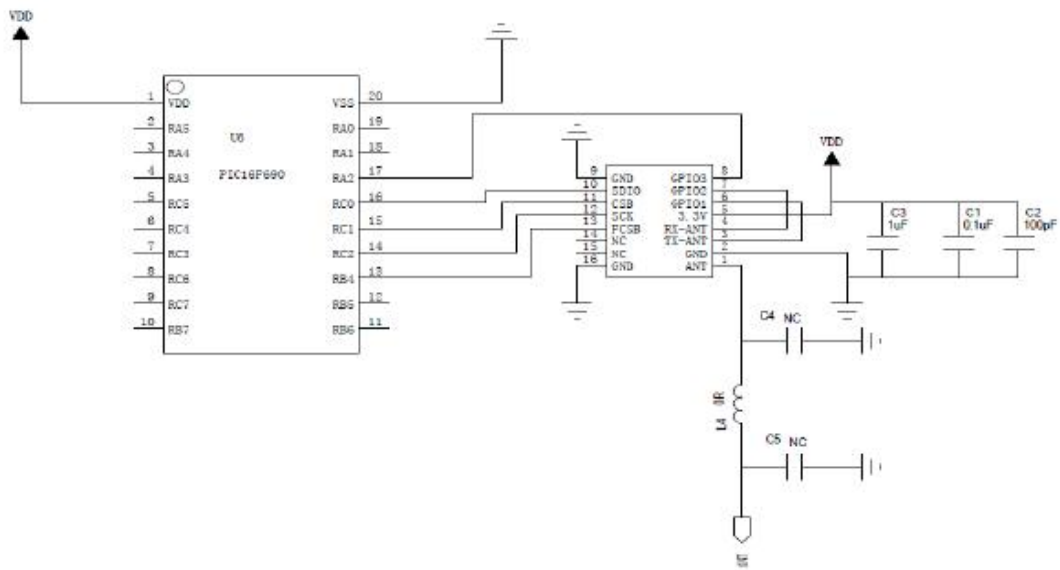 VDD
1 VDD VSS 20
2 RA5 RA0 19
3 RA4 RA1 18
4 RA3 RA2 17
5 RC5 RC0 16
6 RC4 RC1 15
7 RC3 RC2 14
8 RC6 RB4 13
9 RC7 RB5 12
10 RB7 RB6 11
U6
PIC16F690
9 GND GPIO3 8
10 SDIO GPIO2 7
11 CSB GPIO1 6
12 SCK 3.3V 5
13 FCSB RX-ANT 4
14 NC TX-ANT 3
15 NC GND 2
16 GND ANT 1
VDD
C3
1uF
C1
0.1uF
C2
100pF
C4 NC
L4 0R
C5 NC